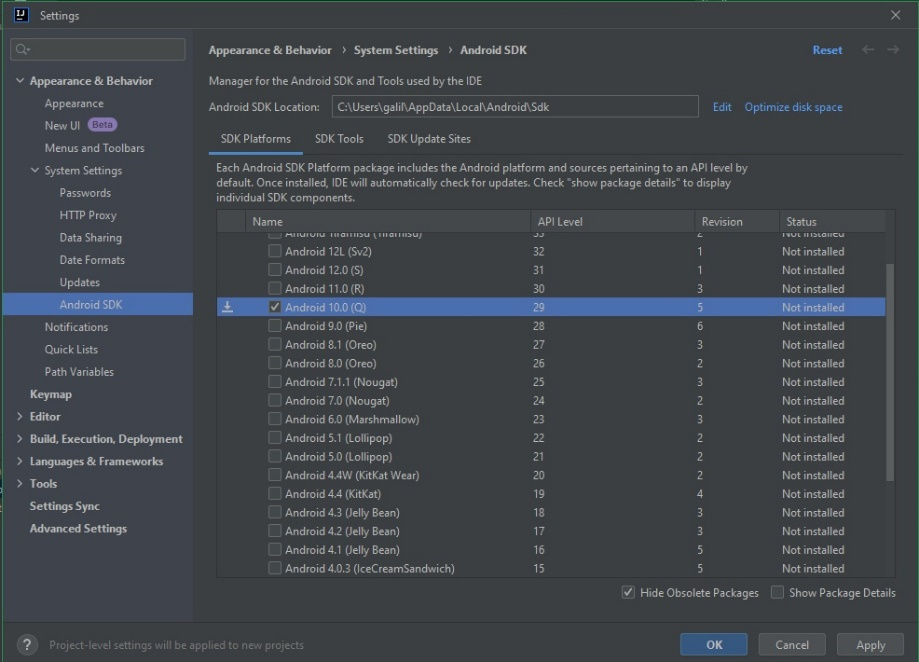 Settings
Appearance & Behavior
Appearance
New UI Beta
Menus and Toolbars
System Settings
Passwords
HTTP Proxy
Data Sharing
Date Formats
Updates
Android SDK
Notifications
Quick Lists
Path Variables
Keymap
Editor
Build, Execution, Deployment
Languages & Frameworks
Tools
Settings Sync
Advanced Settings
Appearance & Behavior › System Settings › Android SDK Reset
Manager for the Android SDK and Tools used by the IDE
Android SDK Location: C:\Users\galil\AppData\Local\Android\Sdk Edit Optimize disk space
SDK Platforms SDK Tools SDK Update Sites
Each Android SDK Platform package includes the Android platform and sources pertaining to an API level by
default. Once installed, IDE will automatically check for updates. Check "show package details" to display
individual SDK components.
Name API Level Revision Status
Android Tiramisu (Tiramisu) 33 2 Not installed
Android 12L (Sv2) 32 1 Not installed
Android 12.0 (S) 31 1 Not installed
Android 11.0 (R) 30 3 Not installed
Android 10.0 (Q) 29 5 Not installed
Android 9.0 (Pie) 28 6 Not installed
Android 8.1 (Oreo) 27 3 Not installed
Android 8.0 (Oreo) 26 2 Not installed
Android 7.1.1 (Nougat) 25 3 Not installed
Android 7.0 (Nougat) 24 2 Not installed
Android 6.0 (Marshmallow) 23 3 Not installed
Android 5.1 (Lollipop) 22 2 Not installed
Android 5.0 (Lollipop) 21 2 Not installed
Android 4.4W (KitKat Wear) 20 2 Not installed
Android 4.4 (KitKat) 19 4 Not installed
Android 4.3 (Jelly Bean) 18 3 Not installed
Android 4.2 (Jelly Bean) 17 3 Not installed
Android 4.1 (Jelly Bean) 16 5 Not installed
Android 4.0.3 (IceCreamSandwich) 15 5 Not installed
Hide Obsolete Packages Show Package Details
? Project-level settings will be applied to new projects
OK Cancel Apply